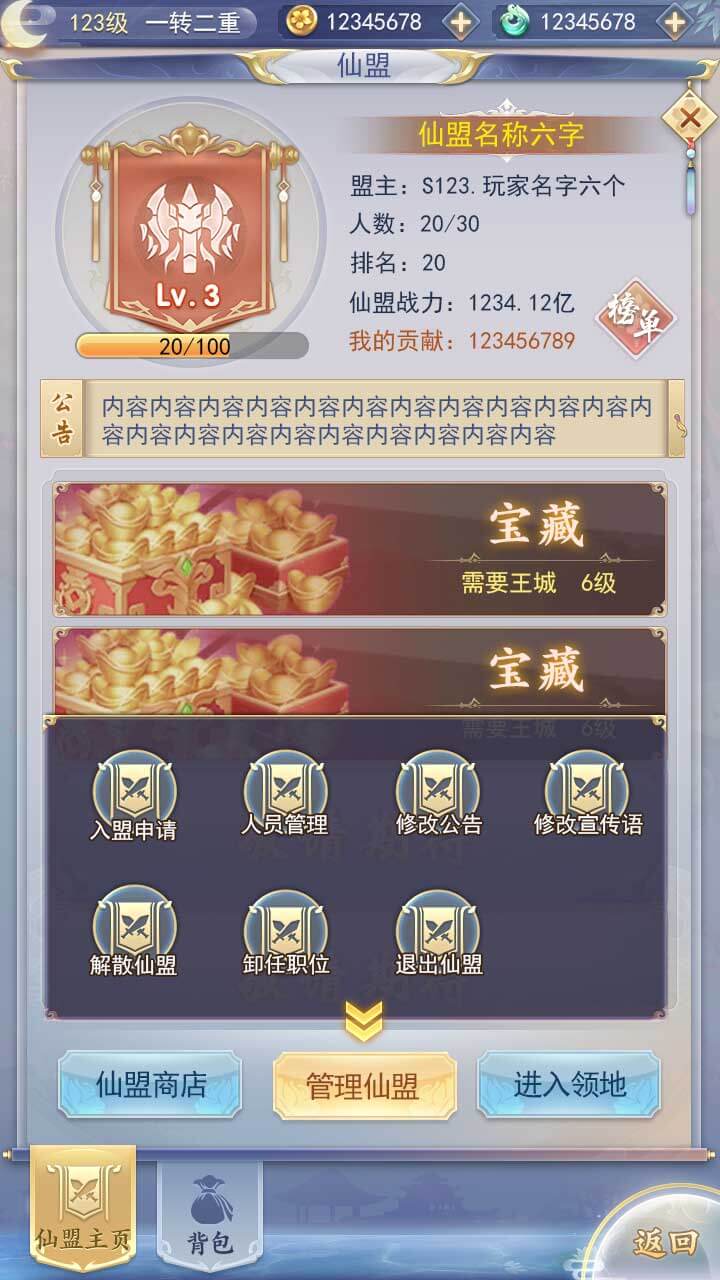 123级 一转二重 12345678 12345678
仙盟
仙盟名称六字
盟主：S123.玩家名字六个
人数：20/30
排名：20
仙盟战力：1234.12亿
榜单
我的贡献：123456789
Lv.3
20/100
公告
内容内容内容内容内容内容内容内容内容内容内容内
容内容内容内容内容内容内容内容内容内容
宝藏
需要王城 6级
宝藏
需要王城 6级
入盟申请 人员管理 修改公告 修改宣传语
解散仙盟 卸任职位 退出仙盟
仙盟商店 管理仙盟 进入领地
仙盟主页 背包 返回